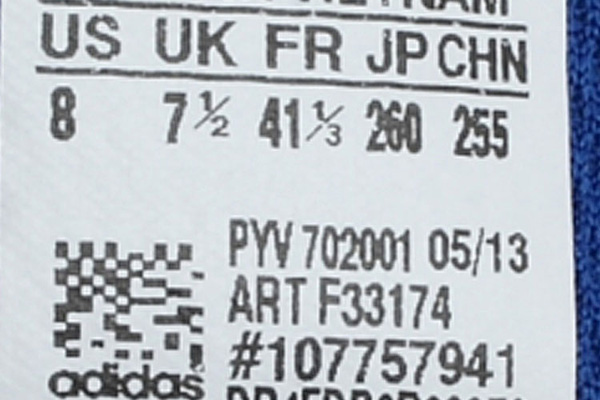 US UK FR JP CHN
8 7½ 41⅓ 260 255
PYV 702001 05/13
ART F33174
#107757941
adidas